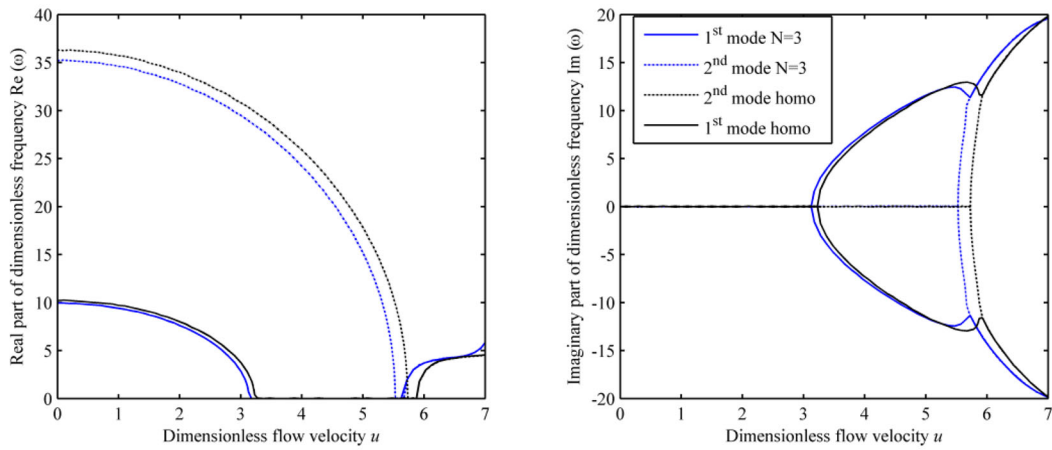 Real part of dimensionless frequency Re (ω)
40
35
30
25
20
15
10
5
0
0 1 2 3 4 5 6 7
Dimensionless flow velocity u
Imaginary part of dimensionless frequency Im (ω)
20
15
10
5
0
-5
-10
-15
-20
0 1 2 3 4 5 6 7
Dimensionless flow velocity u
1st mode N=3
2nd mode N=3
2nd mode homo
1st mode homo